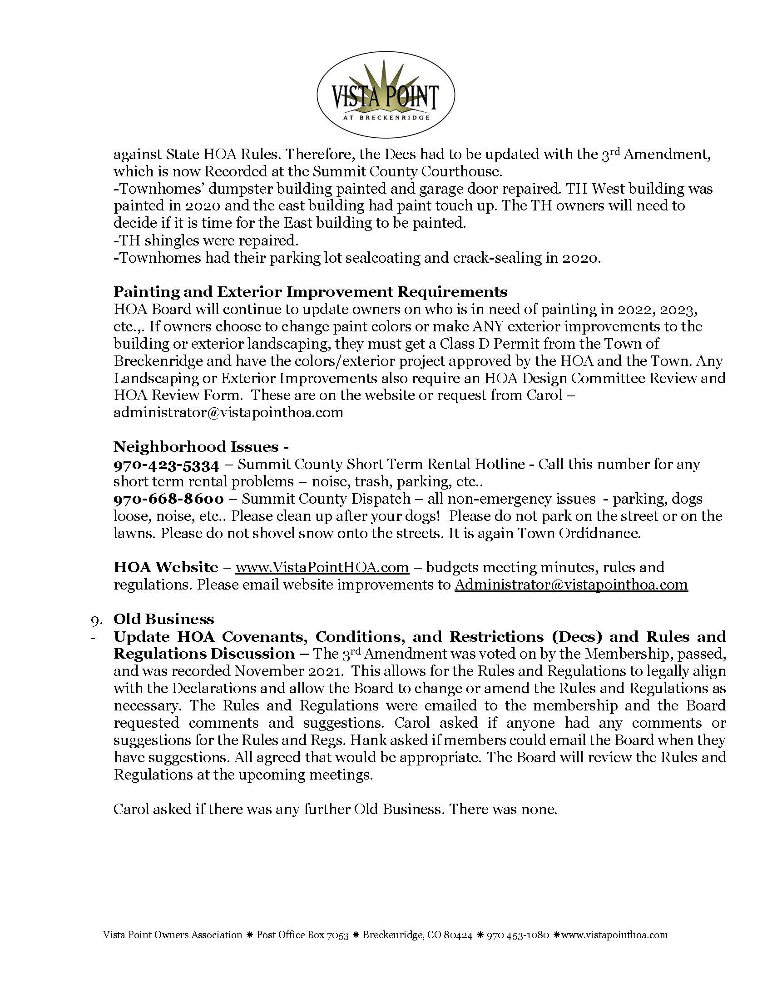 VISTA POINT
AT BRECKENRIDGE
against State HOA Rules. Therefore, the Decs had to be updated with the 3rd Amendment,
which is now Recorded at the Summit County Courthouse.
-Townhomes’ dumpster building painted and garage door repaired. TH West building was
painted in 2020 and the east building had paint touch up. The TH owners will need to
decide if it is time for the East building to be painted.
-TH shingles were repaired.
-Townhomes had their parking lot sealcoating and crack-sealing in 2020.
Painting and Exterior Improvement Requirements
HOA Board will continue to update owners on who is in need of painting in 2022, 2023,
etc.,. If owners choose to change paint colors or make ANY exterior improvements to the
building or exterior landscaping, they must get a Class D Permit from the Town of
Breckenridge and have the colors/exterior project approved by the HOA and the Town. Any
Landscaping or Exterior Improvements also require an HOA Design Committee Review and
HOA Review Form.  These are on the website or request from Carol –
administrator@vistapointhoa.com
Neighborhood Issues -
970-423-5334 – Summit County Short Term Rental Hotline - Call this number for any
short term rental problems – noise, trash, parking, etc..
970-668-8600 – Summit County Dispatch – all non-emergency issues  - parking, dogs
loose, noise, etc.. Please clean up after your dogs!  Please do not park on the street or on the
lawns. Please do not shovel snow onto the streets. It is again Town Ordidnance.
HOA Website – www.VistaPointHOA.com – budgets meeting minutes, rules and
regulations. Please email website improvements to Administrator@vistapointhoa.com
9. Old Business
- Update HOA Covenants, Conditions, and Restrictions (Decs) and Rules and
Regulations Discussion – The 3rd Amendment was voted on by the Membership, passed,
and was recorded November 2021.  This allows for the Rules and Regulations to legally align
with the Declarations and allow the Board to change or amend the Rules and Regulations as
necessary. The Rules and Regulations were emailed to the membership and the Board
requested comments and suggestions. Carol asked if anyone had any comments or
suggestions for the Rules and Regs. Hank asked if members could email the Board when they
have suggestions. All agreed that would be appropriate. The Board will review the Rules and
Regulations at the upcoming meetings.
Carol asked if there was any further Old Business. There was none.
Vista Point Owners Association ✷ Post Office Box 7053 ✷ Breckenridge, CO 80424 ✷ 970 453-1080 ✷www.vistapointhoa.com